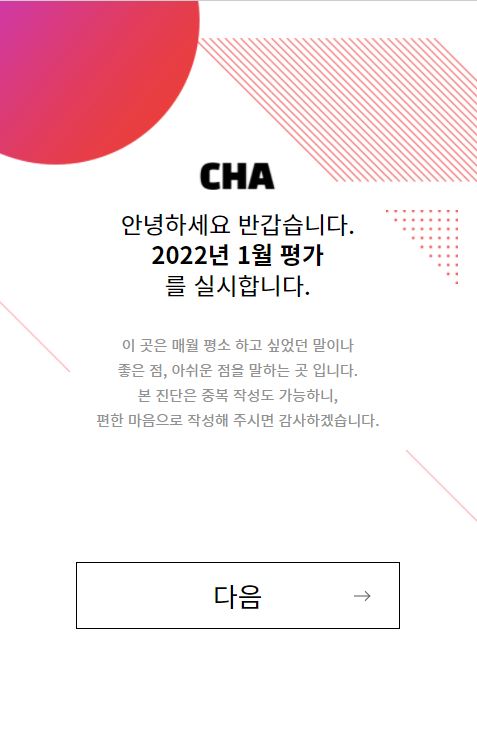 CHA
안녕하세요 반갑습니다.
2022년 1월 평가
를 실시합니다.
이 곳은 매월 평소 하고 싶었던 말이나
좋은 점, 아쉬운 점을 말하는 곳 입니다.
본 진단은 중복 작성도 가능하니,
편한 마음으로 작성해 주시면 감사하겠습니다.
다음